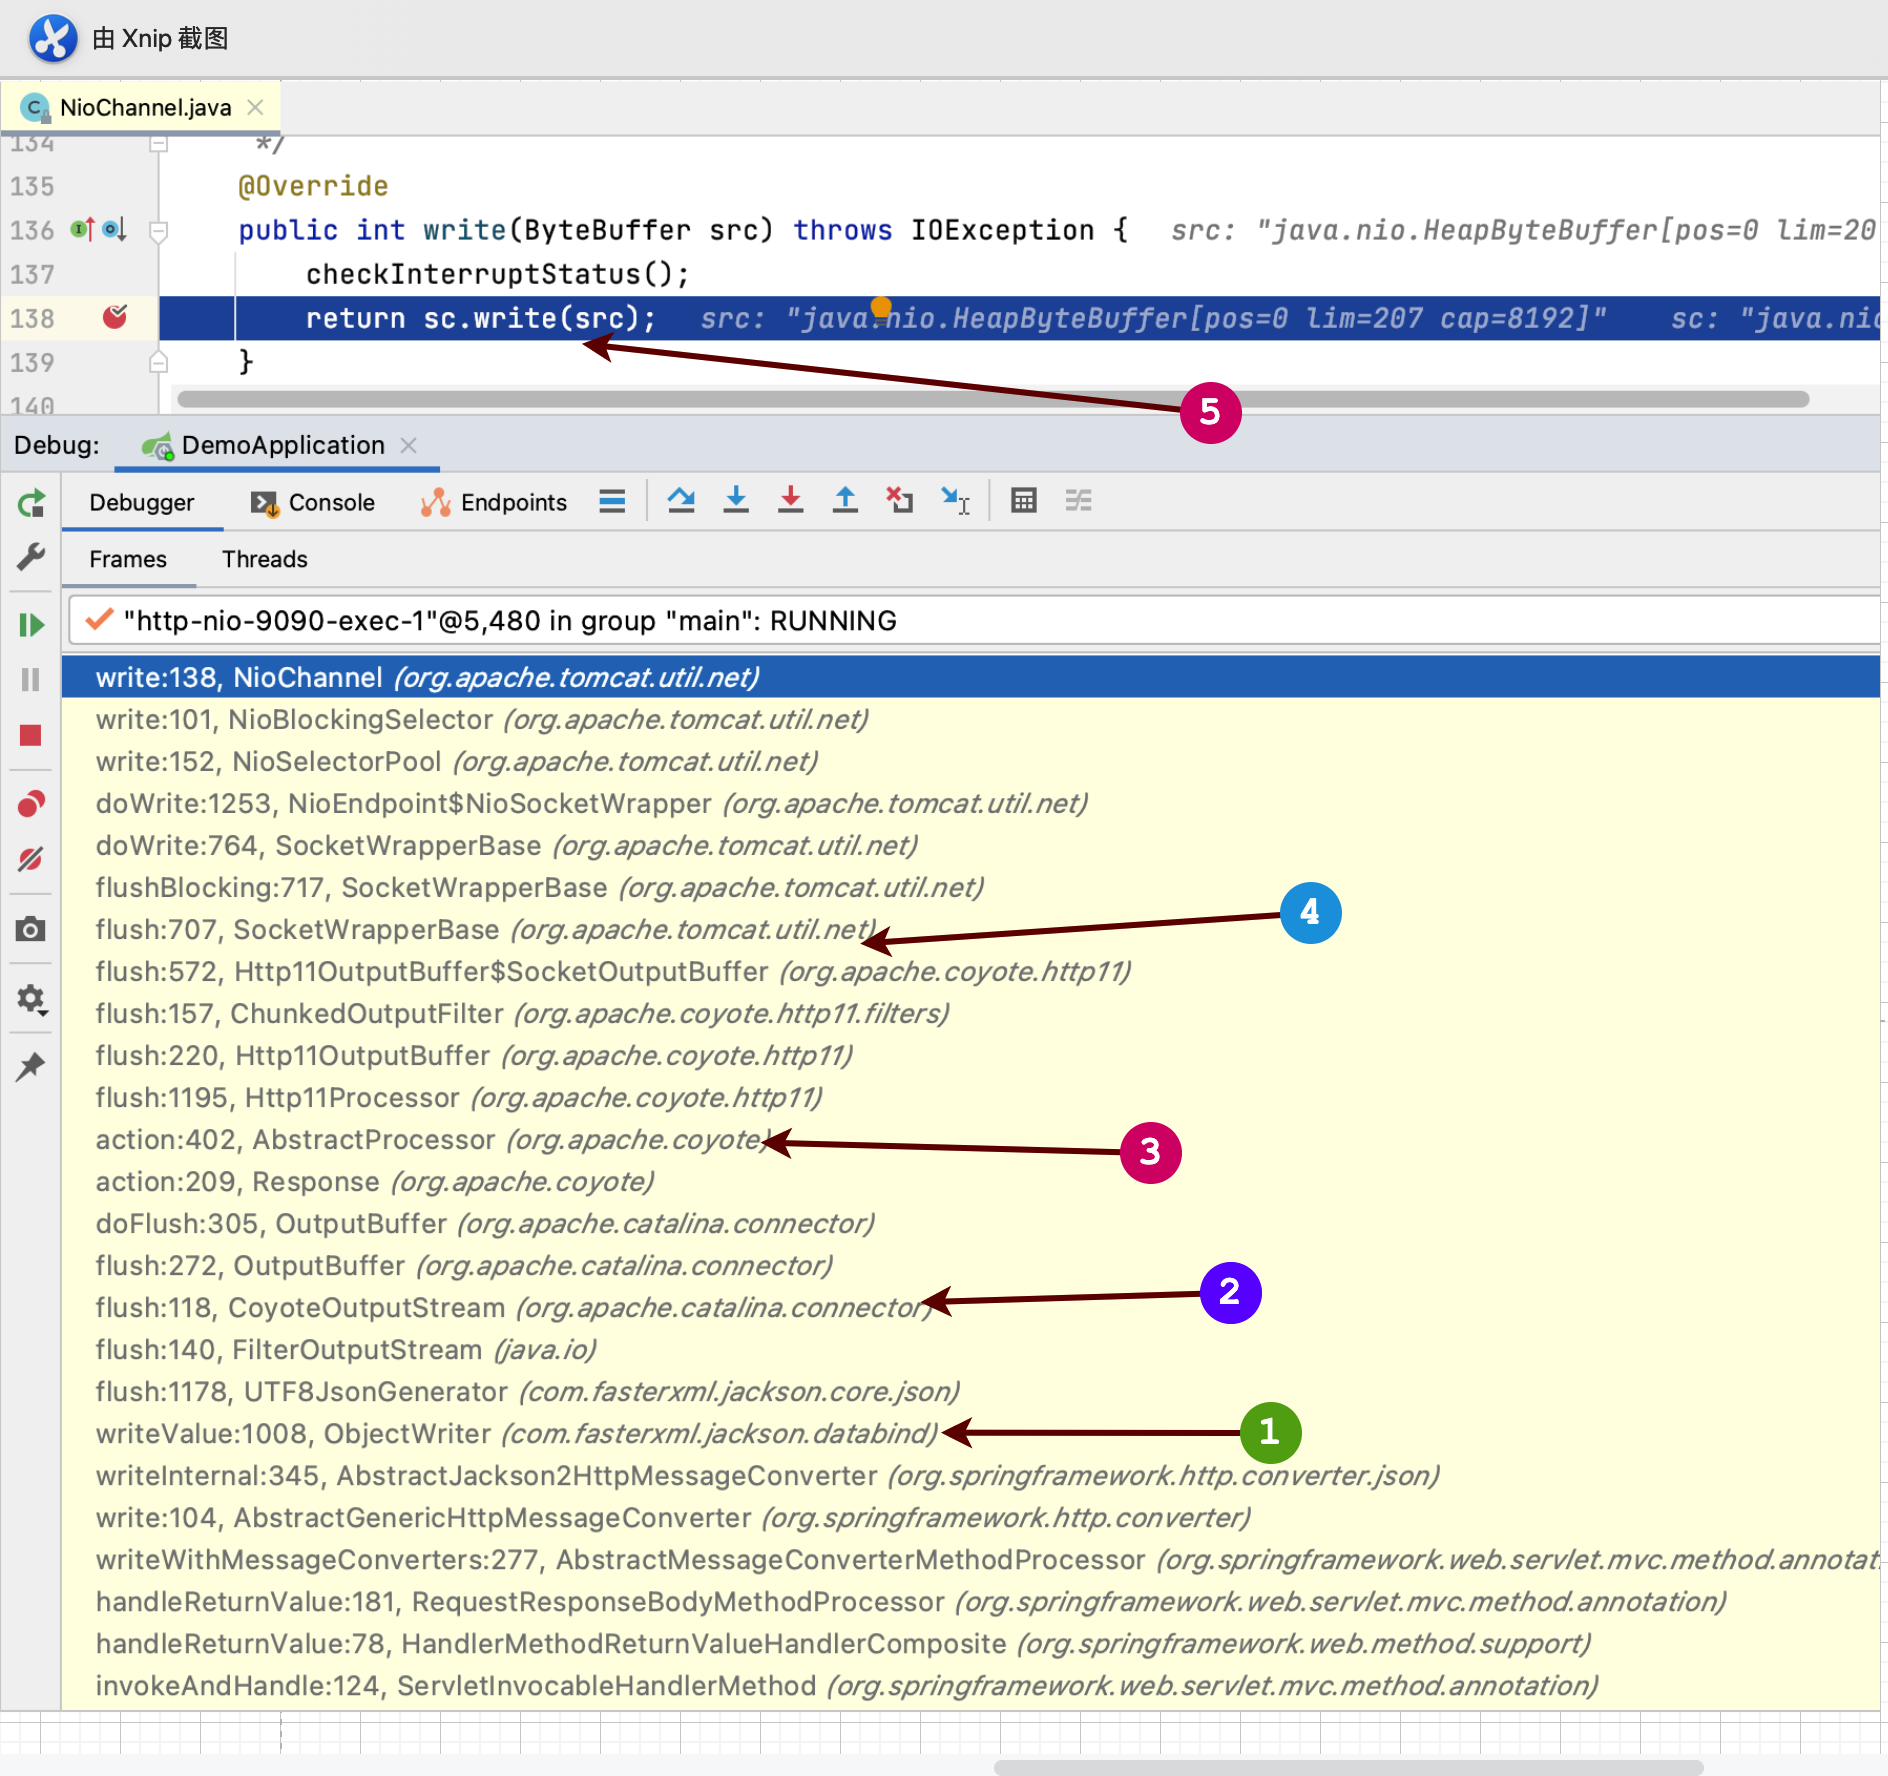 由 Xnip 截图
NioChannel.java
134 */
135 @Override
136 public int write(ByteBuffer src) throws IOException { src: "java.nio.HeapByteBuffer[pos=0 lim=20
137 checkInterruptStatus();
138 return sc.write(src); src: "java.nio.HeapByteBuffer[pos=0 lim=207 cap=8192]" sc: "java.nio
139 }
140
5
Debug: DemoApplication
Debugger Console Endpoints
Frames Threads
"http-nio-9090-exec-1"@5,480 in group "main": RUNNING
write:138, NioChannel (org.apache.tomcat.util.net)
write:101, NioBlockingSelector (org.apache.tomcat.util.net)
write:152, NioSelectorPool (org.apache.tomcat.util.net)
doWrite:1253, NioEndpoint$NioSocketWrapper (org.apache.tomcat.util.net)
doWrite:764, SocketWrapperBase (org.apache.tomcat.util.net)
flushBlocking:717, SocketWrapperBase (org.apache.tomcat.util.net)
flush:707, SocketWrapperBase (org.apache.tomcat.util.net) 4
flush:572, Http11OutputBuffer$SocketOutputBuffer (org.apache.coyote.http11)
flush:157, ChunkedOutputFilter (org.apache.coyote.http11.filters)
flush:220, Http11OutputBuffer (org.apache.coyote.http11)
flush:1195, Http11Processor (org.apache.coyote.http11)
action:402, AbstractProcessor (org.apache.coyote) 3
action:209, Response (org.apache.coyote)
doFlush:305, OutputBuffer (org.apache.catalina.connector)
flush:272, OutputBuffer (org.apache.catalina.connector)
flush:118, CoyoteOutputStream (org.apache.catalina.connector) 2
flush:140, FilterOutputStream (java.io)
flush:1178, UTF8JsonGenerator (com.fasterxml.jackson.core.json)
writeValue:1008, ObjectWriter (com.fasterxml.jackson.databind) 1
writeInternal:345, AbstractJackson2HttpMessageConverter (org.springframework.http.converter.json)
write:104, AbstractGenericHttpMessageConverter (org.springframework.http.converter)
writeWithMessageConverters:277, AbstractMessageConverterMethodProcessor (org.springframework.web.servlet.mvc.method.annotat
handleReturnValue:181, RequestResponseBodyMethodProcessor (org.springframework.web.servlet.mvc.method.annotation)
handleReturnValue:78, HandlerMethodReturnValueHandlerComposite (org.springframework.web.method.support)
invokeAndHandle:124, ServletInvocableHandlerMethod (org.springframework.web.servlet.mvc.method.annotation)